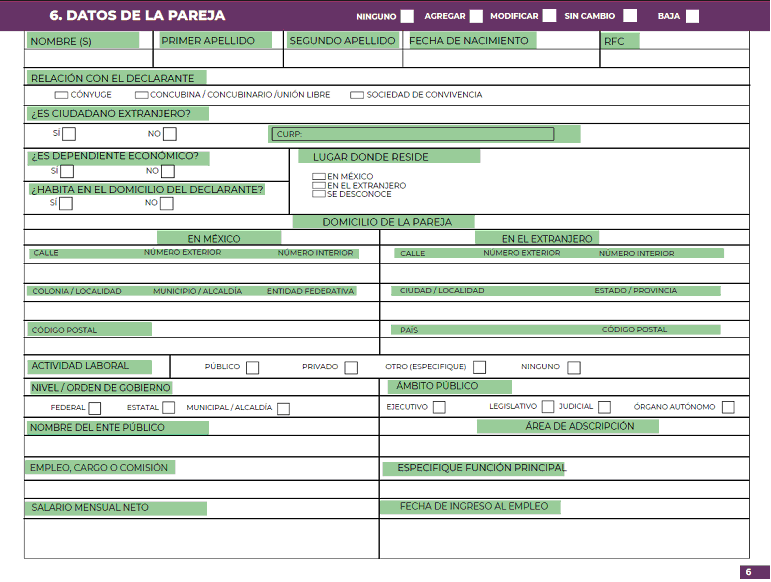 6. DATOS DE LA PAREJA NINGUNO AGREGAR MODIFICAR SIN CAMBIO BAJA
NOMBRE (S) PRIMER APELLIDO SEGUNDO APELLIDO FECHA DE NACIMIENTO RFC
RELACIÓN CON EL DECLARANTE
CÓNYUGE CONCUBINA / CONCUBINARIO /UNIÓN LIBRE SOCIEDAD DE CONVIVENCIA
¿ES CIUDADANO EXTRANJERO?
SÍ NO CURP:
¿ES DEPENDIENTE ECONÓMICO? LUGAR DONDE RESIDE
SI NO EN MÉXICO
EN EL EXTRANJERO
¿HABITA EN EL DOMICILIO DEL DECLARANTE? SE DESCONOCE
SÍ NO
DOMICILIO DE LA PAREJA
EN MÉXICO EN EL EXTRANJERO
CALLE NÚMERO EXTERIOR NÚMERO INTERIOR CALLE NÚMERO EXTERIOR NÚMERO INTERIOR
COLONIA / LOCALIDAD MUNICIPIO / ALCALDÍA ENTIDAD FEDERATIVA CIUDAD / LOCALIDAD ESTADO / PROVINCIA
CÓDIGO POSTAL PAÍS CÓDIGO POSTAL
ACTIVIDAD LABORAL PÚBLICO PRIVADO OTRO (ESPECIFIQUE) NINGUNO
NIVEL / ORDEN DE GOBIERNO ÁMBITO PÚBLICO
FEDERAL ESTATAL MUNICIPAL / ALCALDÍA EJECUTIVO LEGISLATIVO JUDICIAL ÓRGANO AUTÓNOMO
NOMBRE DEL ENTE PÚBLICO ÁREA DE ADSCRIPCIÓN
EMPLEO, CARGO O COMISIÓN ESPECIFIQUE FUNCIÓN PRINCIPAL
SALARIO MENSUAL NETO FECHA DE INGRESO AL EMPLEO
6